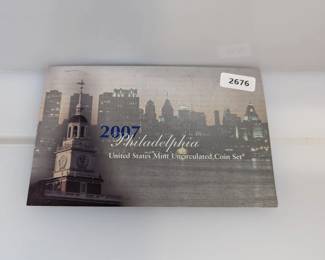 2676
2007
Philadelphia
United States Mint Uncirculated Coin Set®